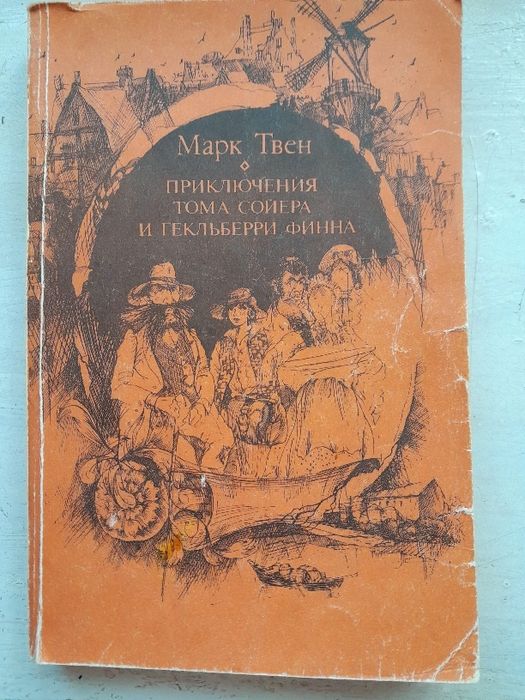 Марк Твен
ПРИКЛЮЧЕНИЯ
ТОМА СОЙЕРА
И ГЕКЛЬБЕРРИ ФИННА